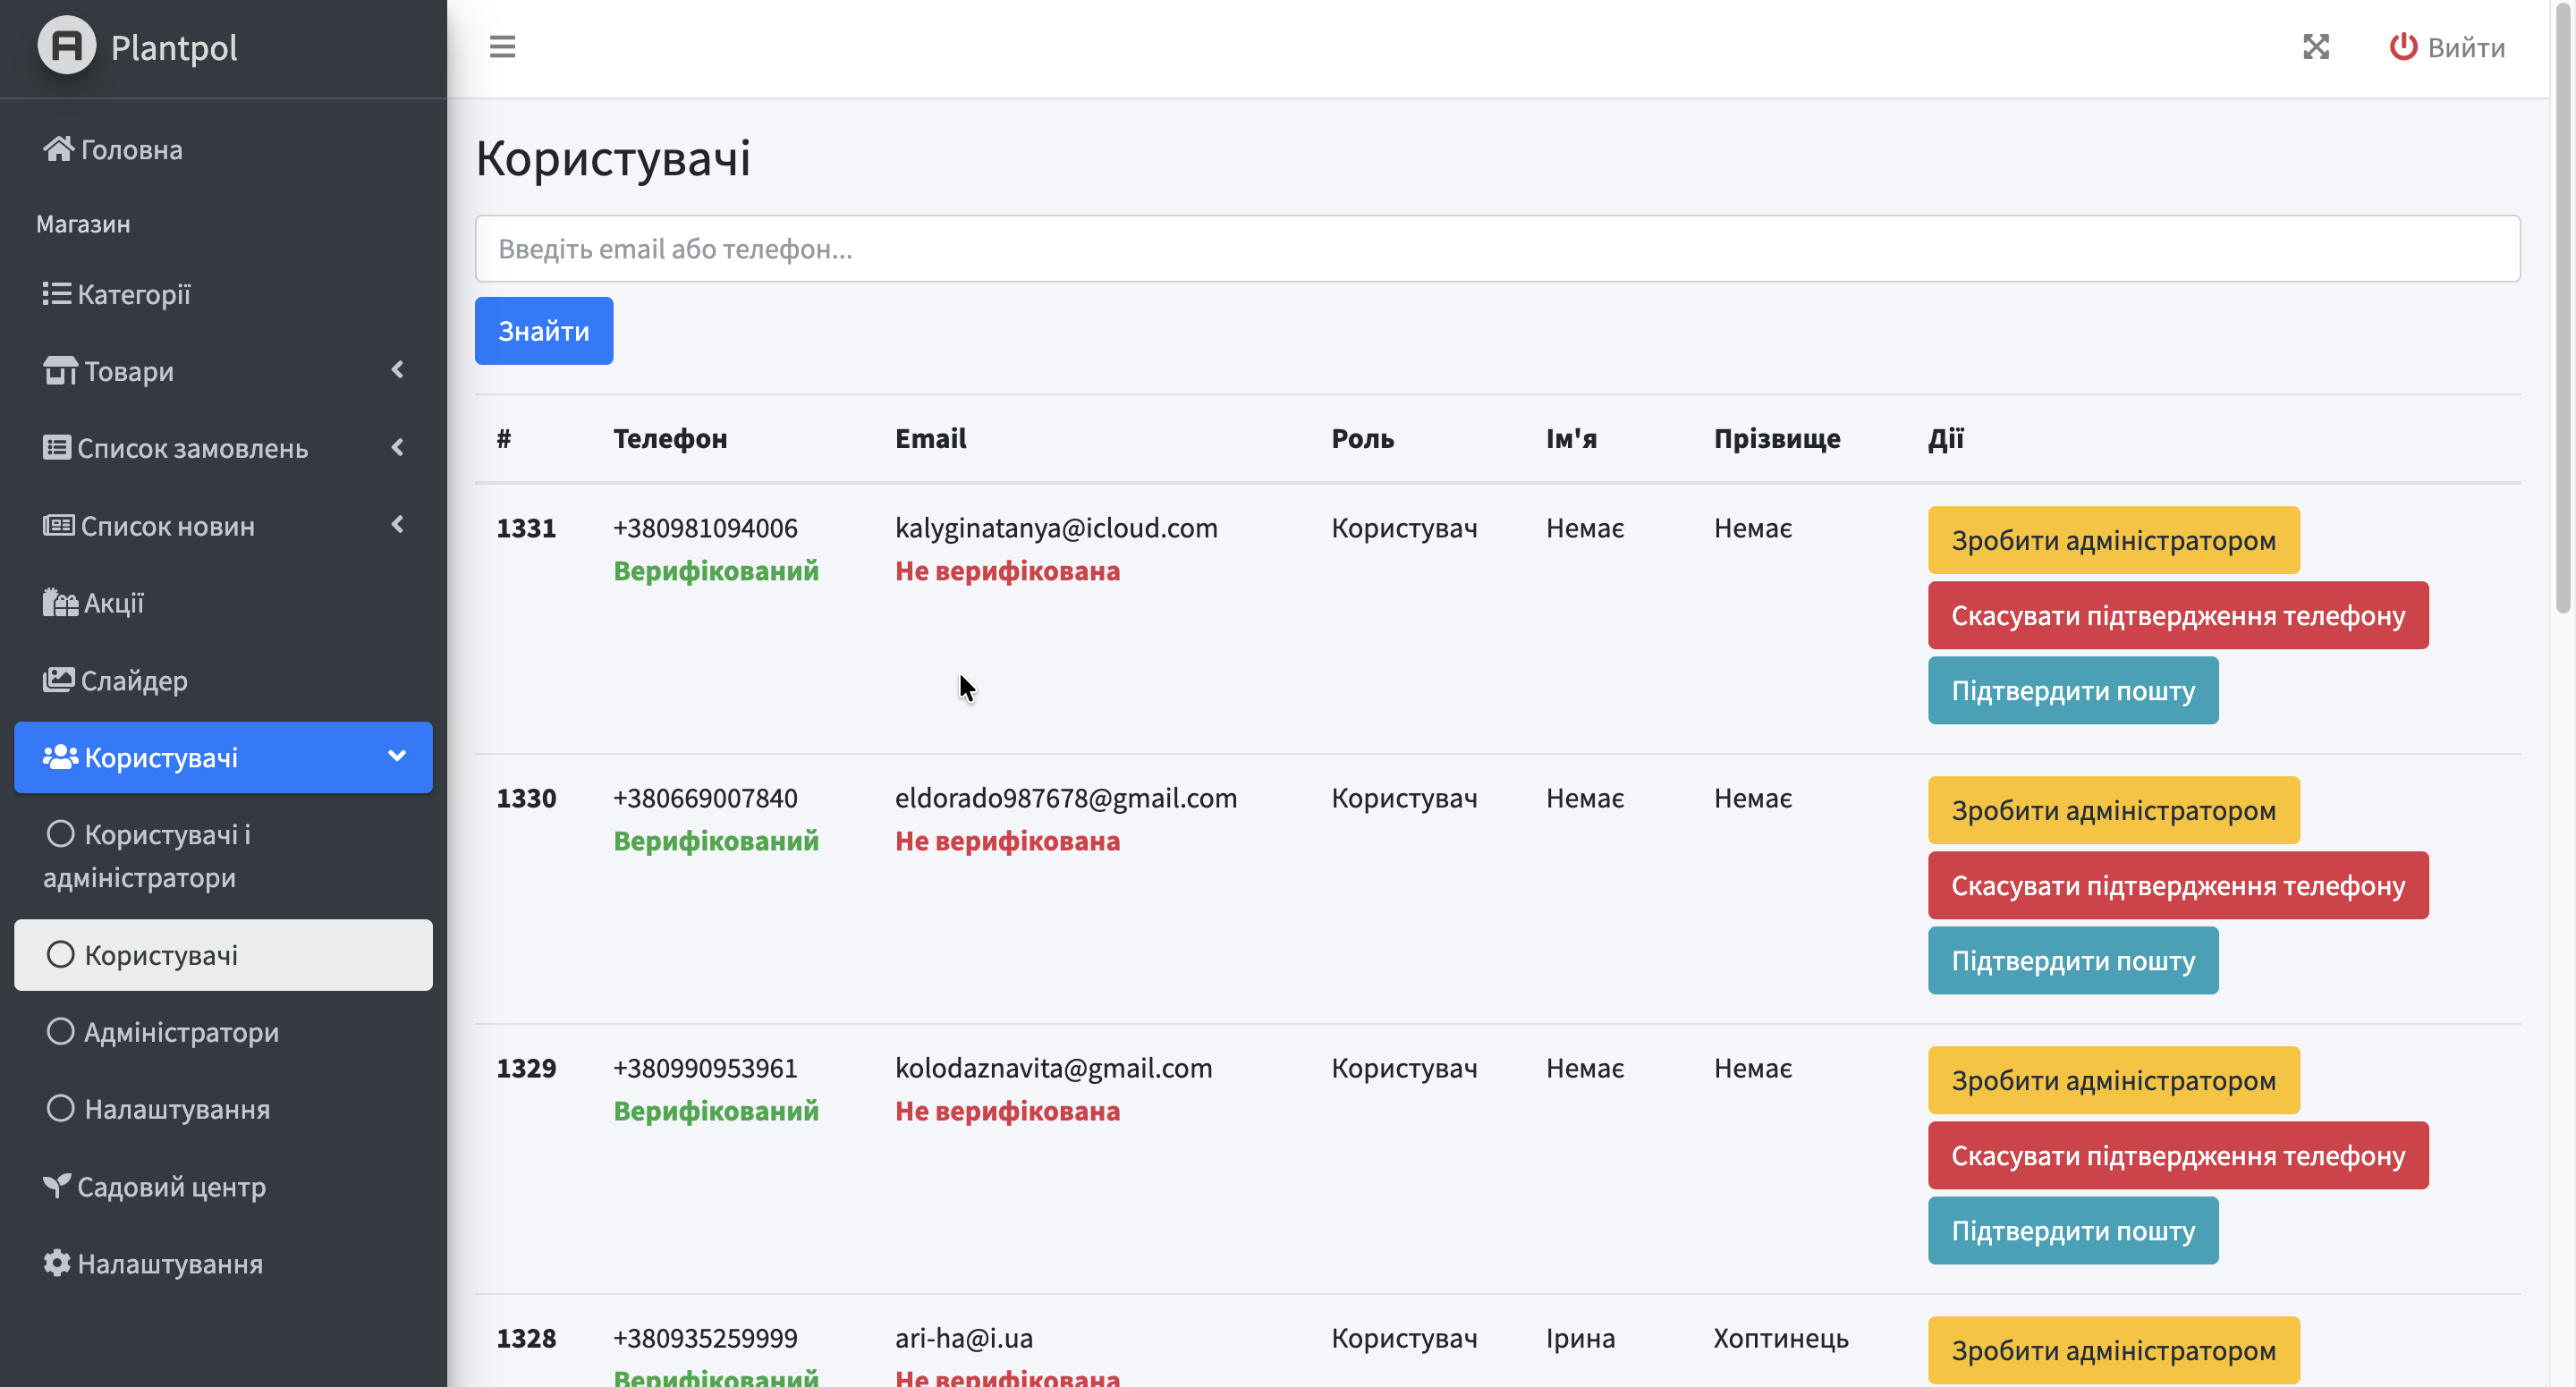 Plantpol
Вийти
Головна
Магазин
Категорії
Товари
Список замовлень
Список новин
Акції
Слайдер
Користувачі
Користувачі і
адміністратори
Користувачі
Адміністратори
Налаштування
Садовий центр
Налаштування
Користувачі
Введіть email або телефон...
Знайти
# Телефон Email Роль Ім'я Прізвище Дії
1331 +380981094006 kalyginatanya@icloud.com Користувач Немає Немає Зробити адміністратором
Верифікований Не верифікована
Скасувати підтвердження телефону
Підтвердити пошту
1330 +380669007840 eldorado987678@gmail.com Користувач Немає Немає Зробити адміністратором
Верифікований Не верифікована
Скасувати підтвердження телефону
Підтвердити пошту
1329 +380990953961 kolodaznavita@gmail.com Користувач Немає Немає Зробити адміністратором
Верифікований Не верифікована
Скасувати підтвердження телефону
Підтвердити пошту
1328 +380935259999 ari-ha@i.ua Користувач Ірина Хоптинець Зробити адміністратором
Верифікований Не верифікована